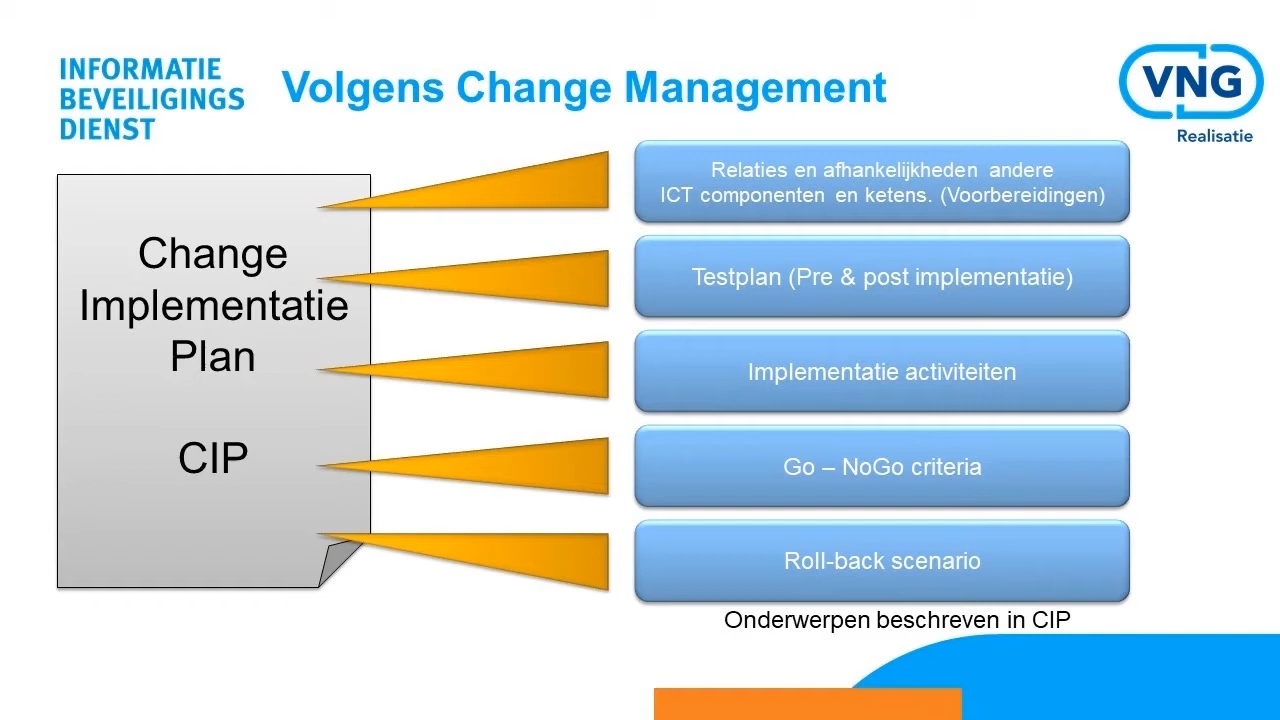 INFORMATIE
BEVEILIGINGS
DIENST
Volgens Change Management
VNG
Realisatie
Change
Implementatie
Plan
CIP
Relaties en afhankelijkheden andere
ICT componenten en ketens. (Voorbereidingen)
Testplan (Pre & post implementatie)
Implementatie activiteiten
Go – NoGo criteria
Roll-back scenario
Onderwerpen beschreven in CIP